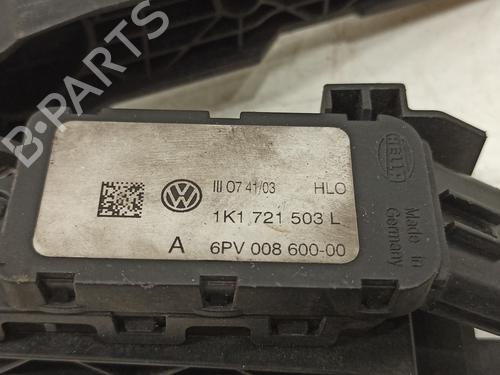 B-PARTS
III 07 41/03 HLO
1K1 721 503 L
A 6PV 008 600-00
HELLA
Made in
Germany